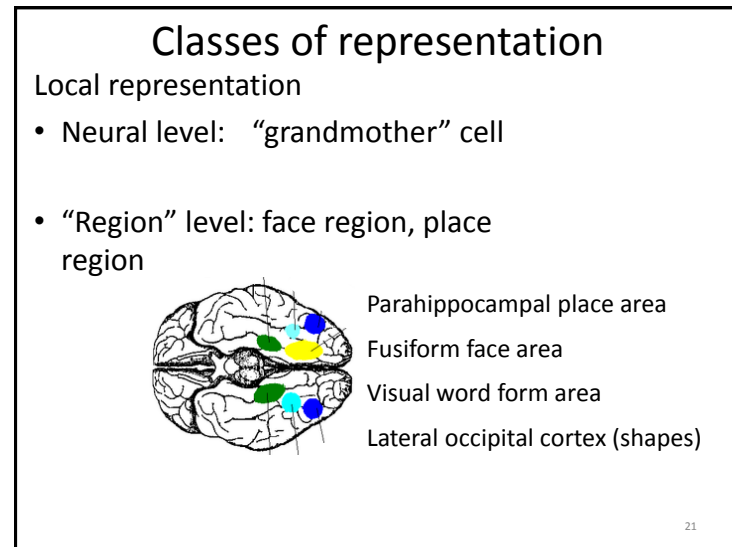 Classes of representation
Local representation
• Neural level: “grandmother” cell
• “Region” level: face region, place
region
Parahippocampal place area
Fusiform face area
Visual word form area
Lateral occipital cortex (shapes)
21